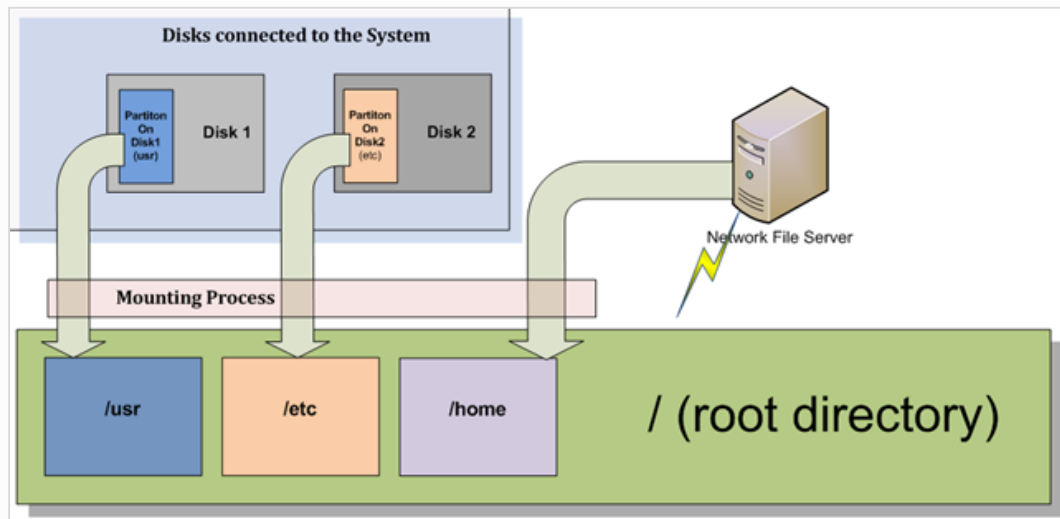 Disks connected to the System
Partiton
On
Disk1
(usr)
Disk 1
Partiton
On
Disk2
(etc)
Disk 2
Network File Server
Mounting Process
/usr
/etc
/home
/ (root directory)